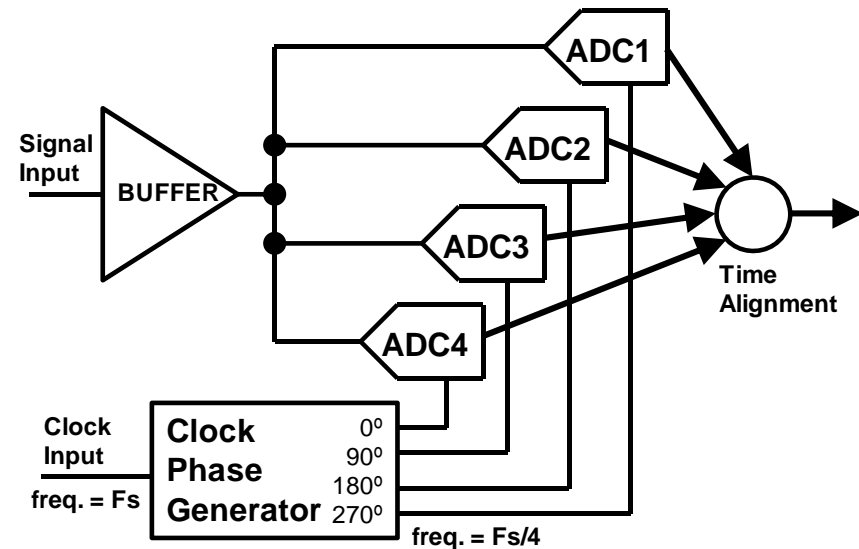 ADC1
Signal
Input
BUFFER
ADC2
ADC3
Time
Alignment
ADC4
Clock
Input
freq. = Fs
Clock
Phase
Generator
0º
90º
180º
270º
freq. = Fs/4